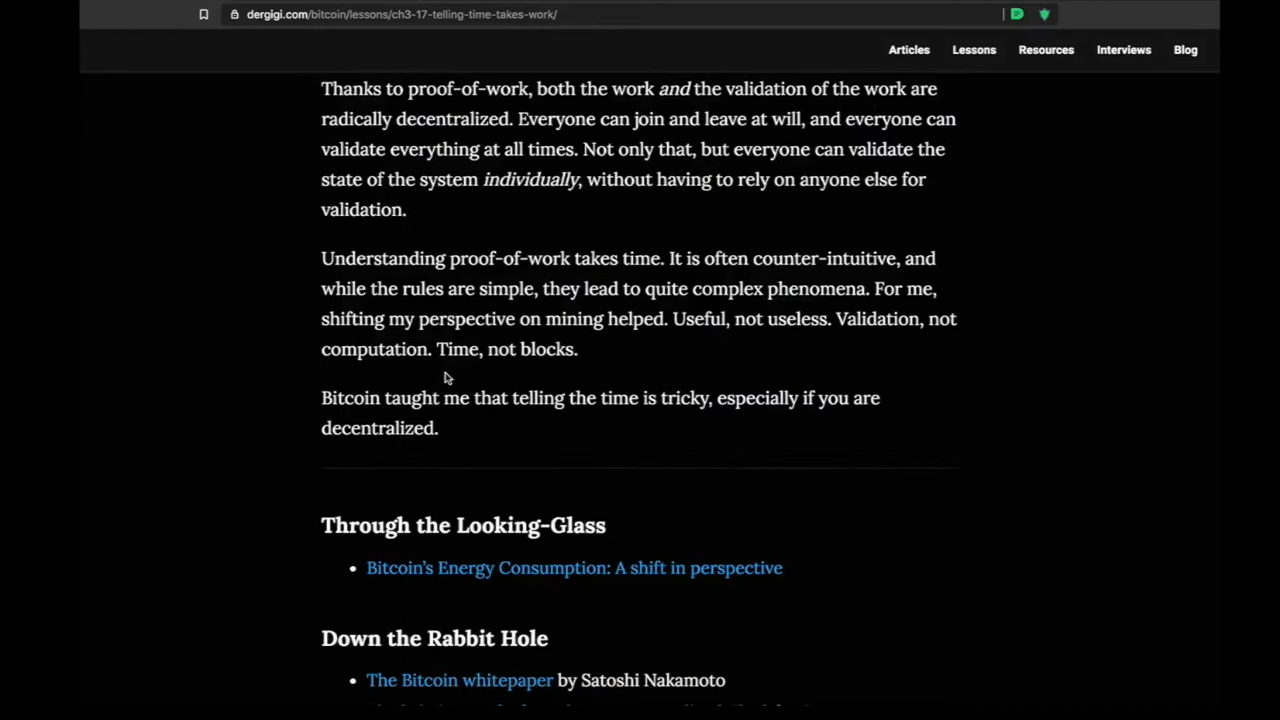 dergigi.com/bitcoin/lessons/ch3-17-telling-time-takes-work/
Articles Lessons Resources Interviews Blog
Thanks to proof-of-work, both the work and the validation of the work are
radically decentralized. Everyone can join and leave at will, and everyone can
validate everything at all times. Not only that, but everyone can validate the
state of the system individually, without having to rely on anyone else for
validation.
Understanding proof-of-work takes time. It is often counter-intuitive, and
while the rules are simple, they lead to quite complex phenomena. For me,
shifting my perspective on mining helped. Useful, not useless. Validation, not
computation. Time, not blocks.
Bitcoin taught me that telling the time is tricky, especially if you are
decentralized.
Through the Looking-Glass
• Bitcoin’s Energy Consumption: A shift in perspective
Down the Rabbit Hole
• The Bitcoin whitepaper by Satoshi Nakamoto